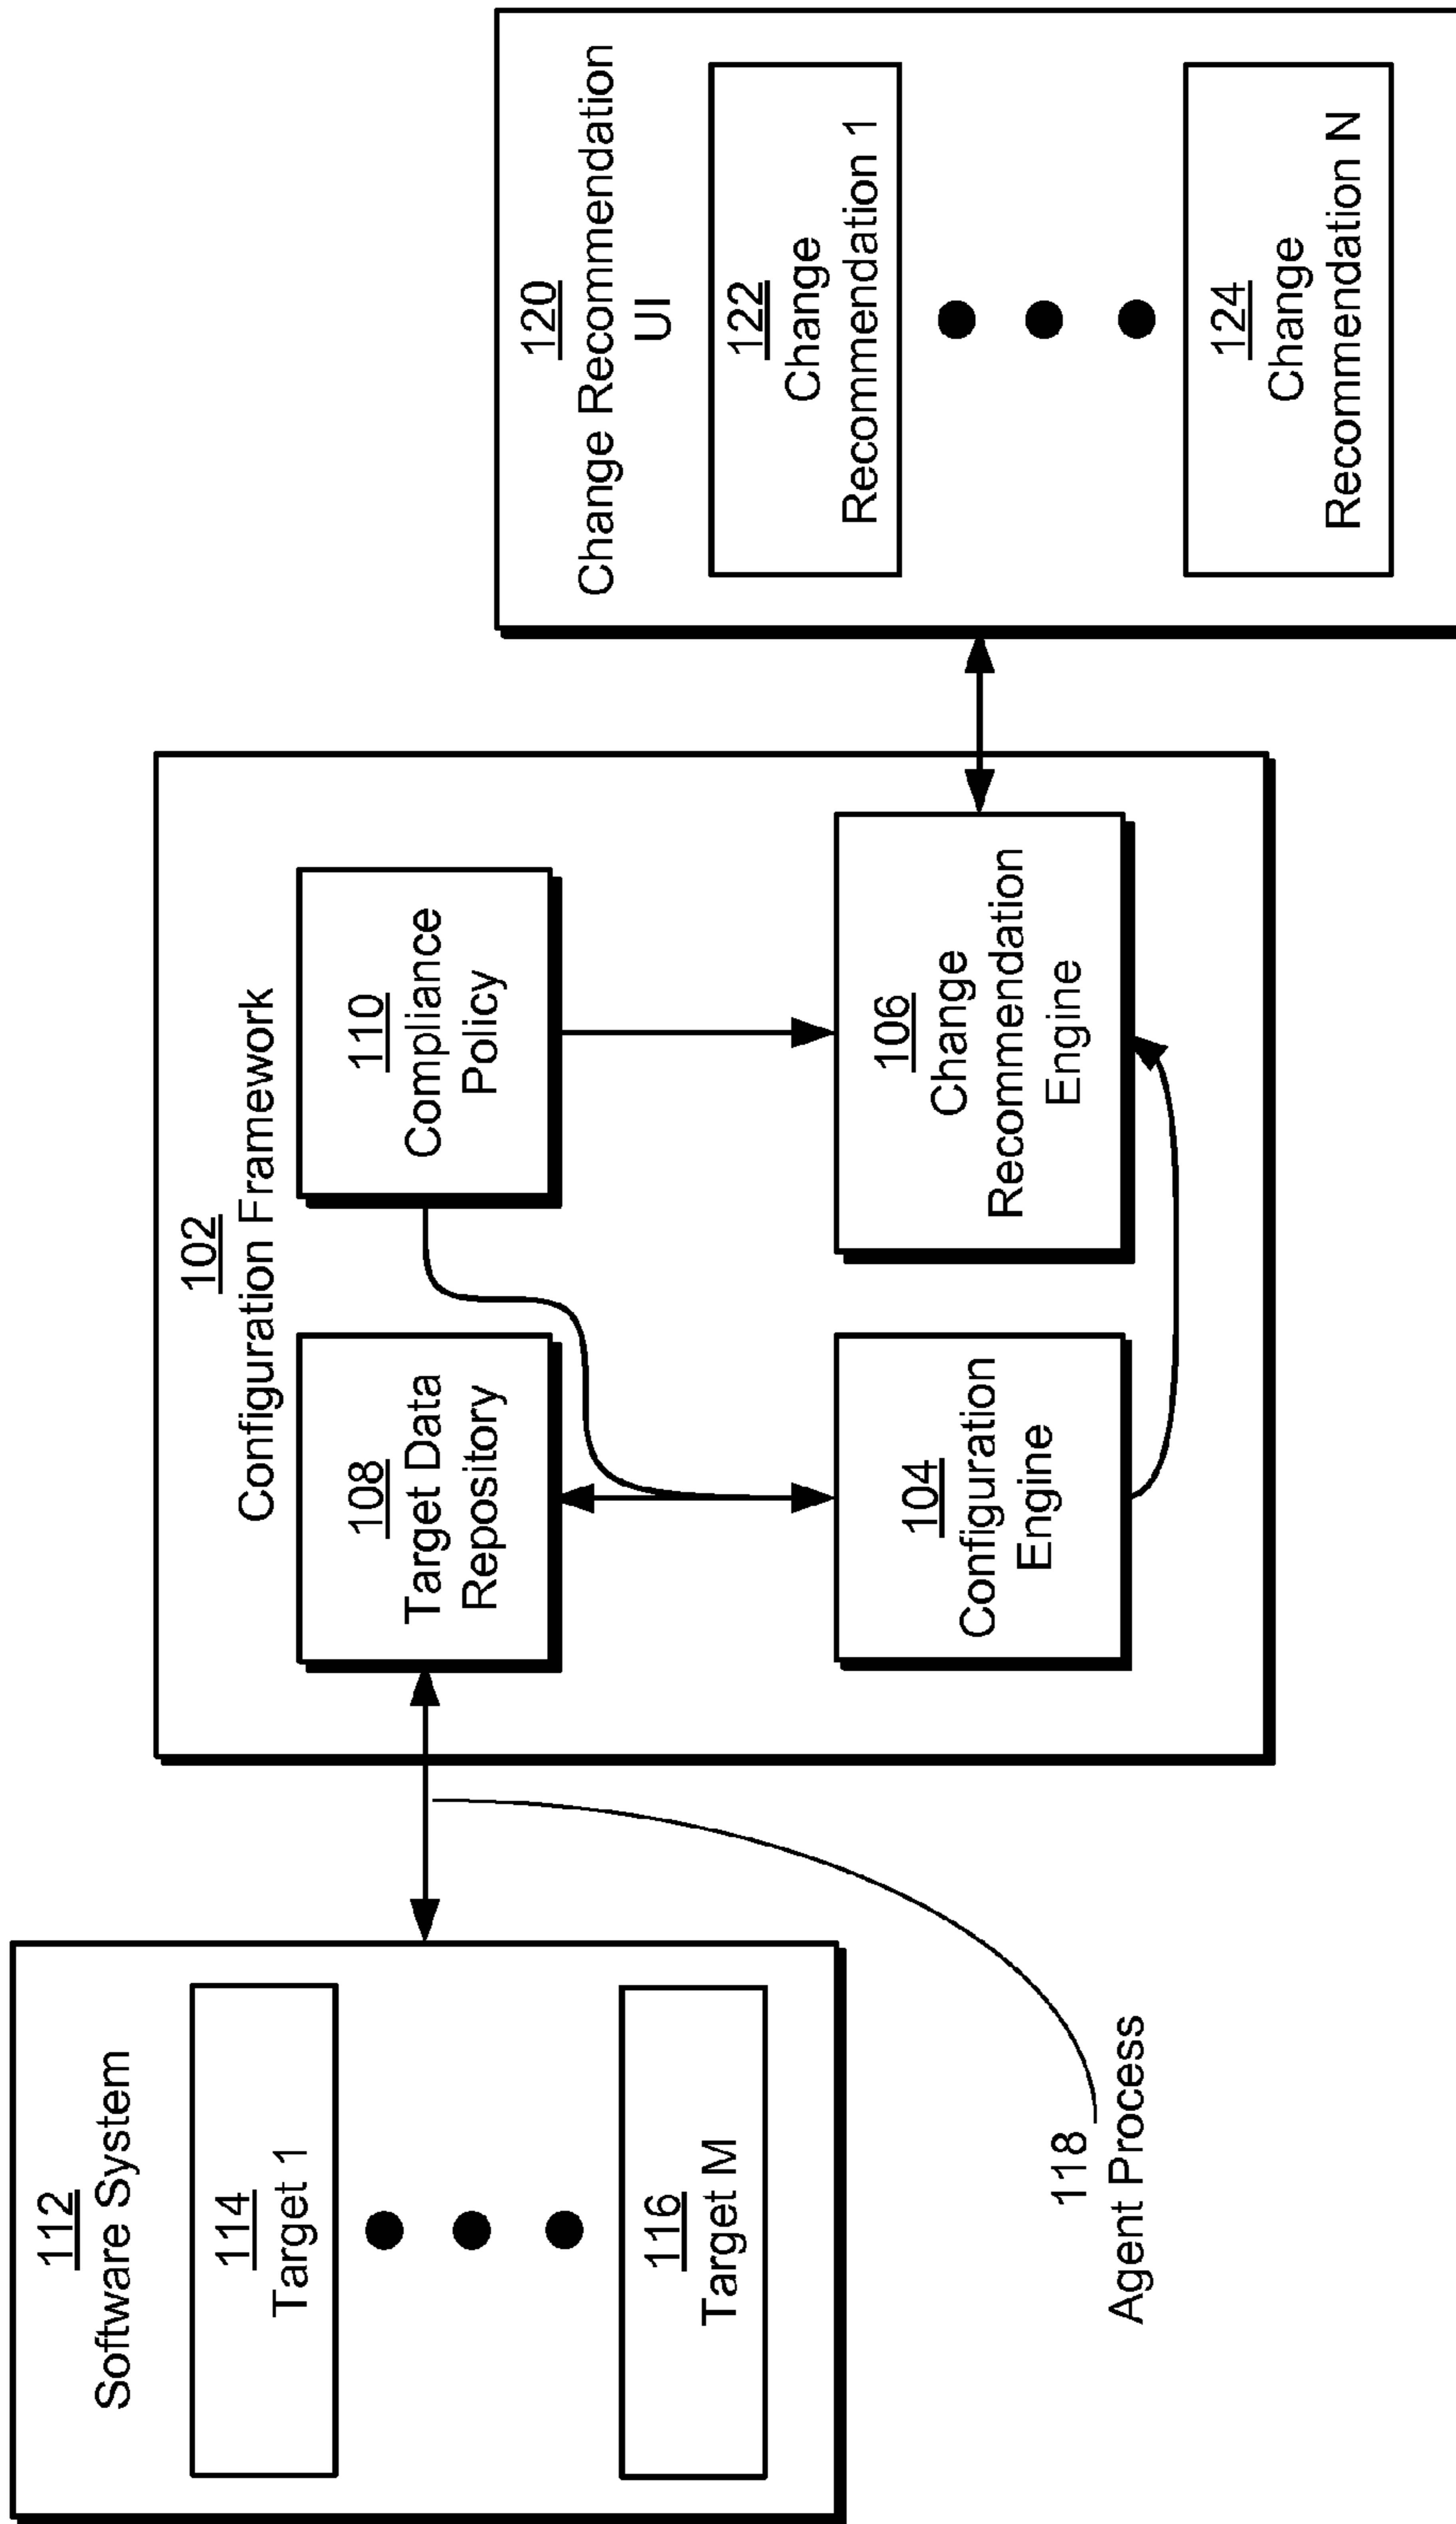 112
Software System
114
Target 1
116
Target M
118
Agent Process
102
Configuration Framework
108
Target Data
Repository
110
Compliance
Policy
104
Configuration
Engine
106
Change
Recommendation
Engine
120
Change Recommendation
UI
122
Change
Recommendation 1
124
Change
Recommendation N